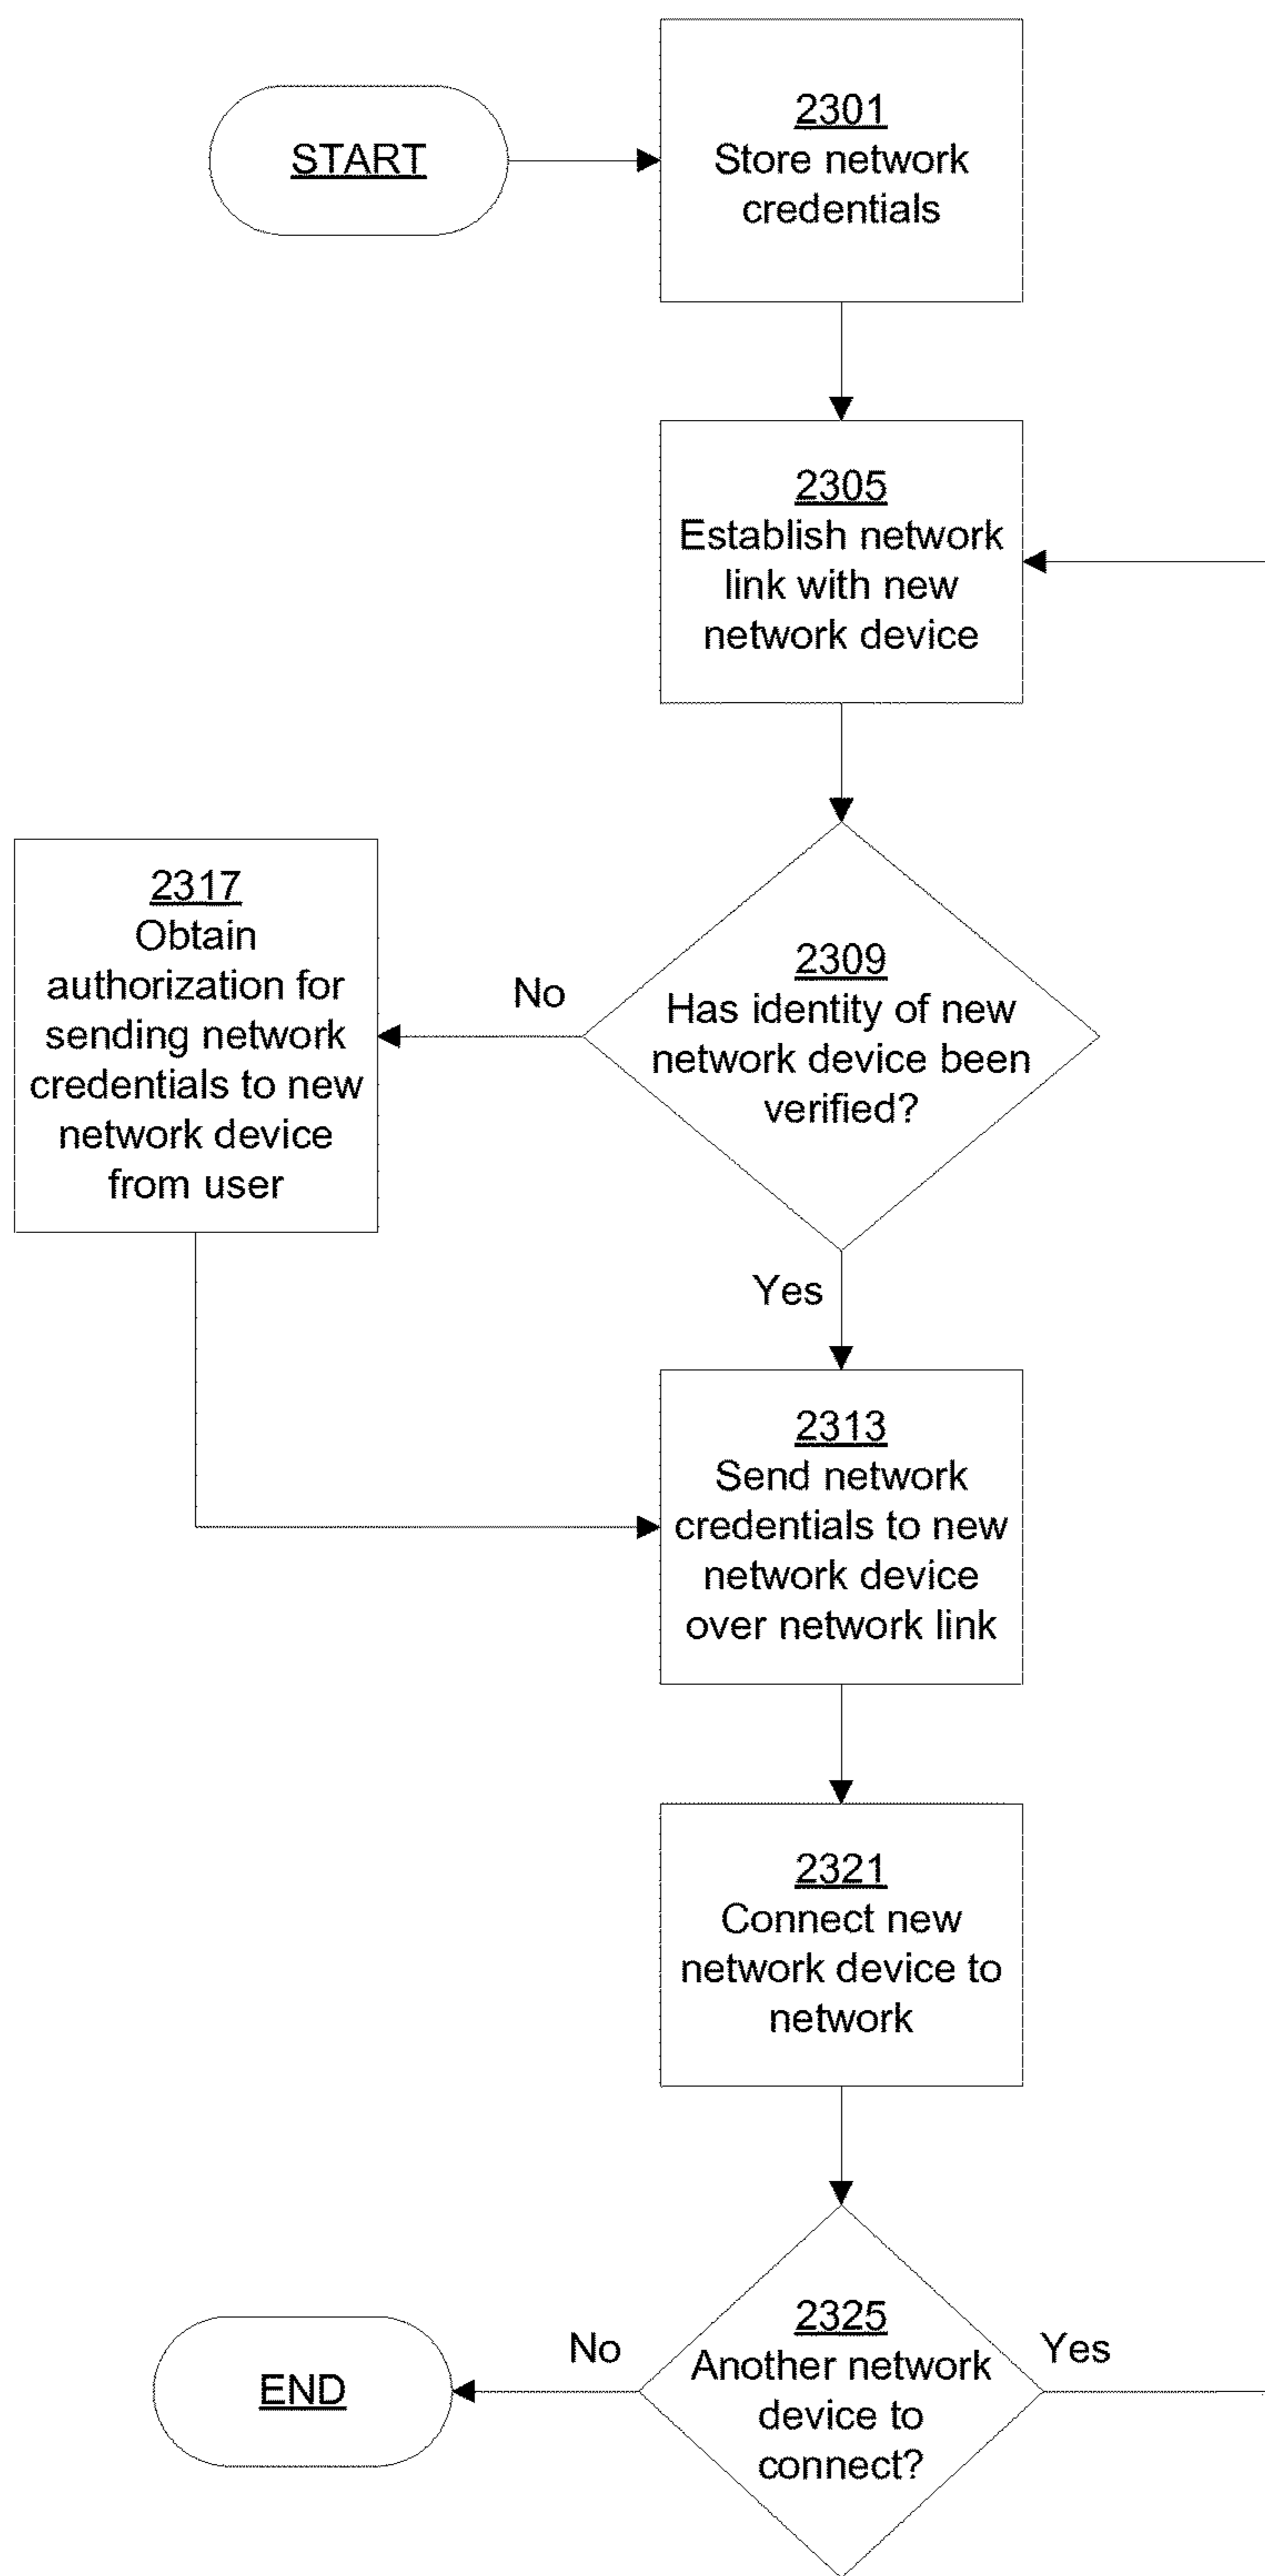 START
2301
Store network
credentials
2305
Establish network
link with new
network device
2309
Has identity of new
network device been
verified?
No
Yes
2317
Obtain
authorization for
sending network
credentials to new
network device
from user
2313
Send network
credentials to new
network device
over network link
2321
Connect new
network device to
network
2325
Another network
device to
connect?
No
Yes
END